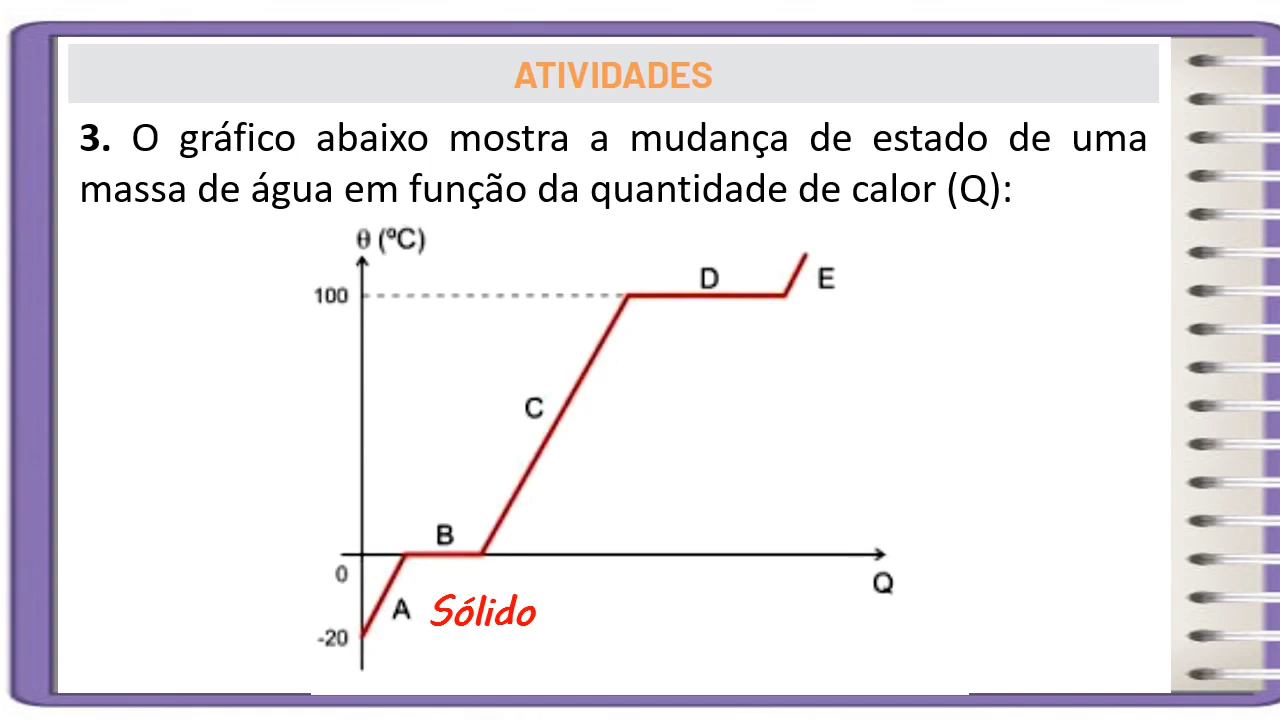 ATIVIDADES
3. O gráfico abaixo mostra a mudança de estado de uma
massa de água em função da quantidade de calor (Q):
θ (ºC)
100
D
E
C
B
0
Q
A Sólido
-20